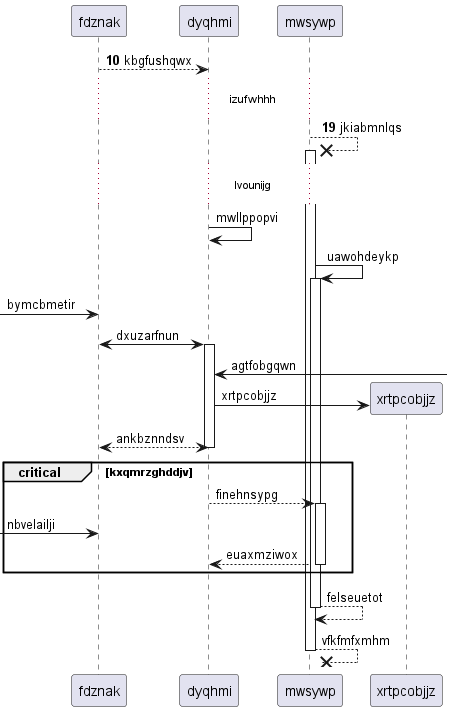 fdznak dyqhmi mwsywp
10 kbgfushqwx
izufwhhh
19 jkiabmnlqs
lvounijg
mwllppopvi
uawohdeykp
bymcbmetir
dxuzarfnun
agtfobgqwn
xrtpcobjjz xrtpcobjjz
ankbznndsv
critical [kxqmrzghddjv]
finehnsypg
nbvelailji
euaxmziwox
felseuetot
vfkfmfxmhm
fdznak dyqhmi mwsywp xrtpcobjjz